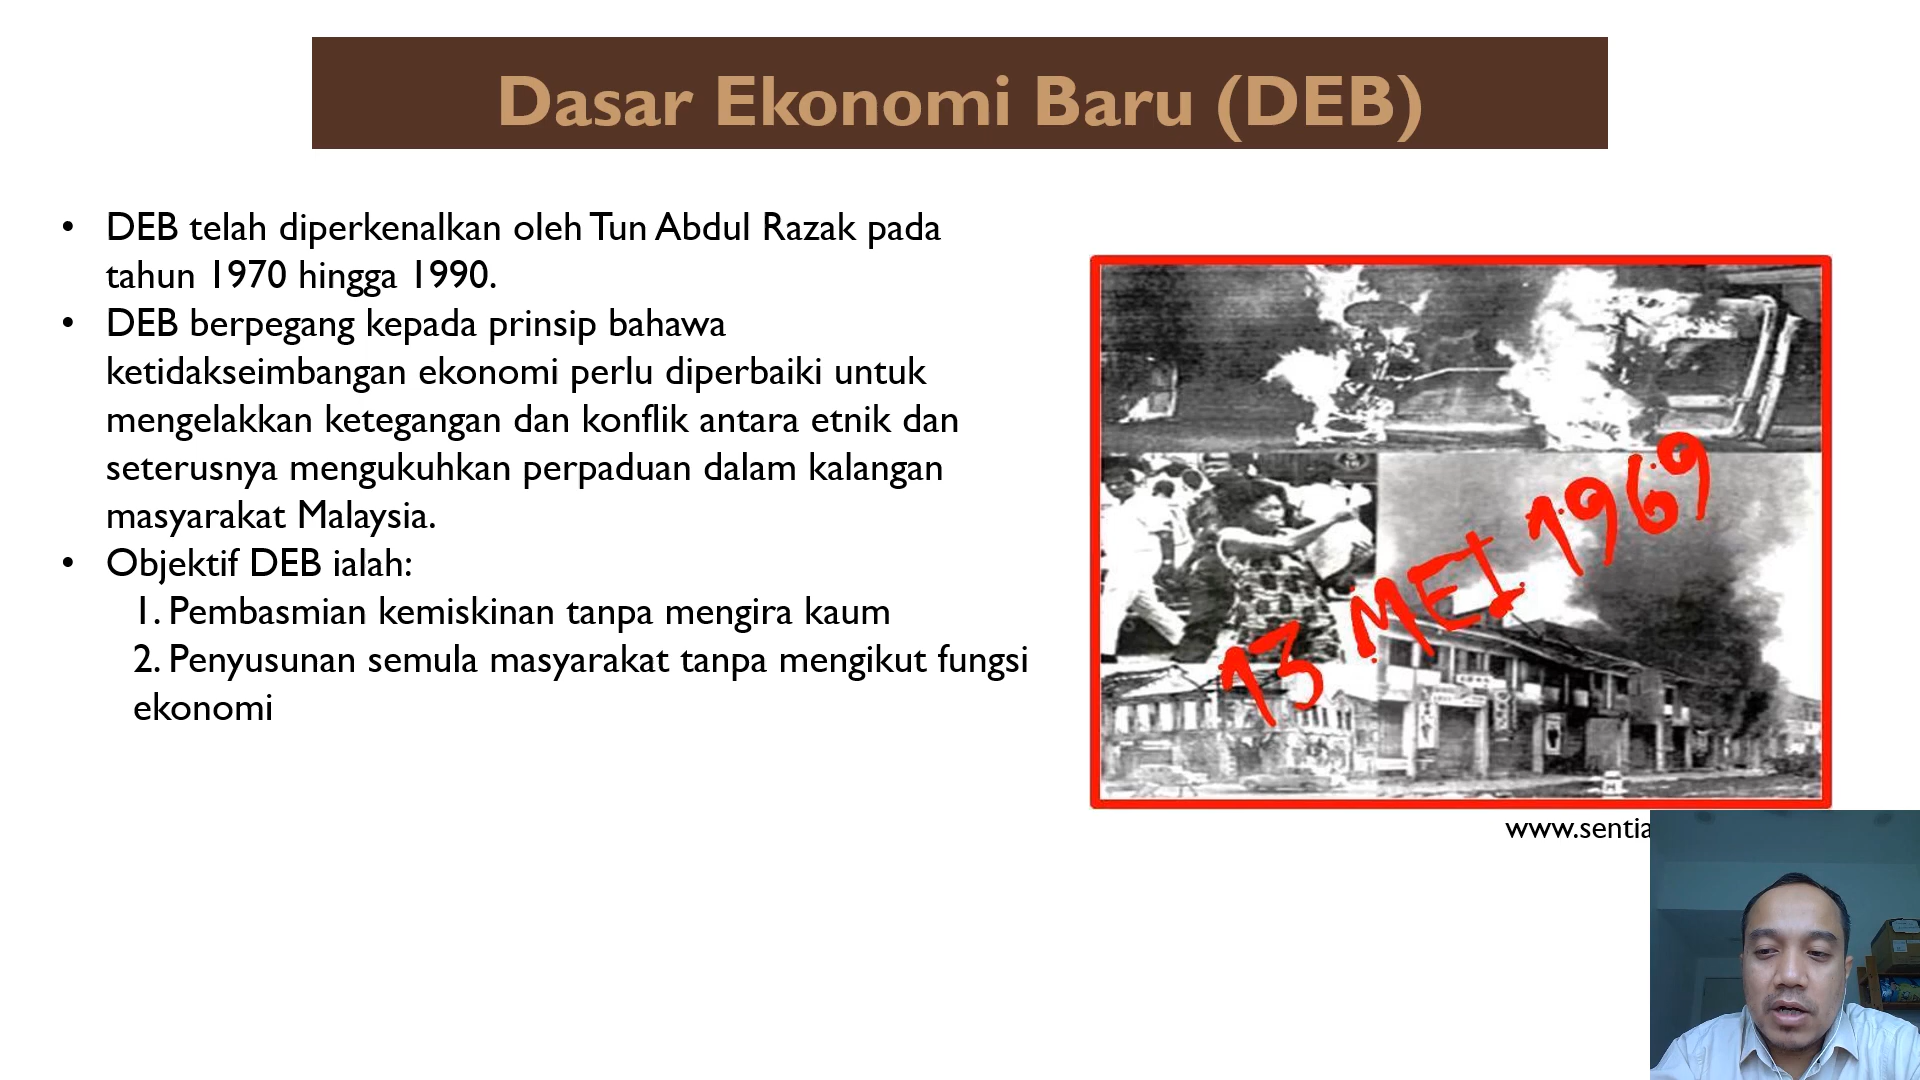 Dasar Ekonomi Baru (DEB)
• DEB telah diperkenalkan oleh Tun Abdul Razak pada
tahun 1970 hingga 1990.
• DEB berpegang kepada prinsip bahawa
ketidakseimbangan ekonomi perlu diperbaiki untuk
mengelakkan ketegangan dan konflik antara etnik dan
seterusnya mengukuhkan perpaduan dalam kalangan
masyarakat Malaysia.
• Objektif DEB ialah:
1. Pembasmian kemiskinan tanpa mengira kaum
2. Penyusunan semula masyarakat tanpa mengikut fungsi
ekonomi
13 MEI 1969
www.sentia